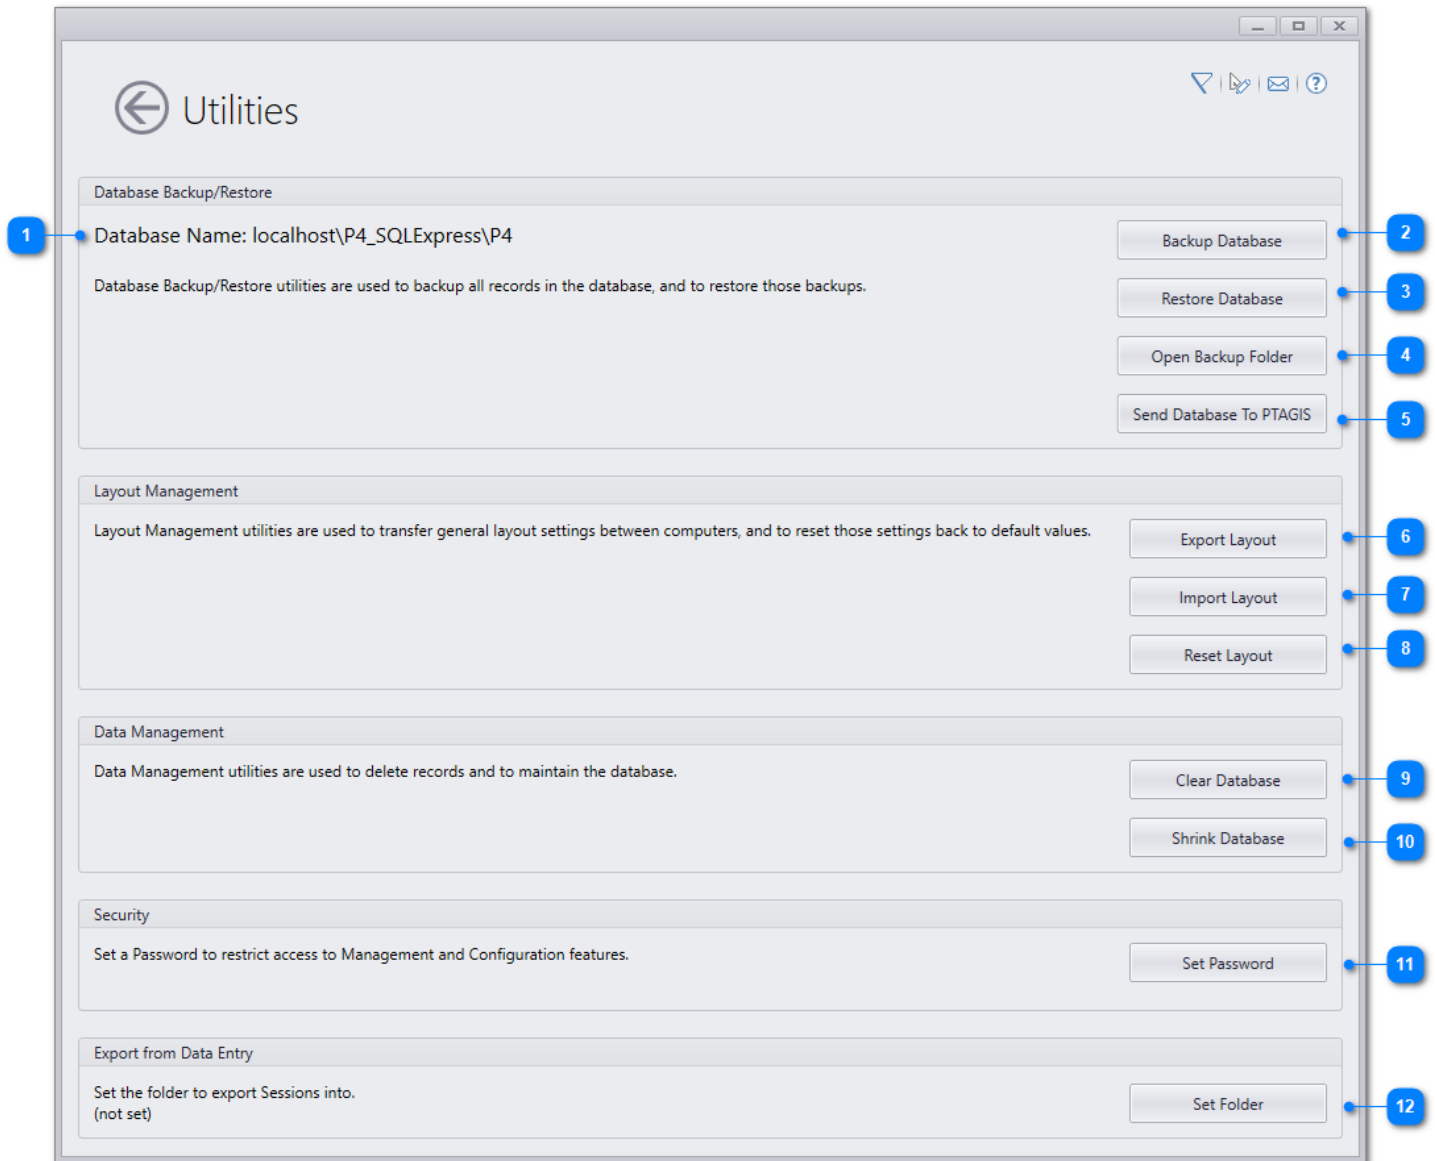 Utilities
?
Database Backup/Restore
1
Database Name: localhost\P4_SQLExpress\P4
Backup Database
2
Database Backup/Restore utilities are used to backup all records in the database, and to restore those backups.
Restore Database
3
Open Backup Folder
4
Send Database To PTAGIS
5
Layout Management
Layout Management utilities are used to transfer general layout settings between computers, and to reset those settings back to default values.
Export Layout
6
Import Layout
7
Reset Layout
8
Data Management
Data Management utilities are used to delete records and to maintain the database.
Clear Database
9
Shrink Database
10
Security
Set a Password to restrict access to Management and Configuration features.
Set Password
11
Export from Data Entry
Set the folder to export Sessions into.
(not set)
Set Folder
12